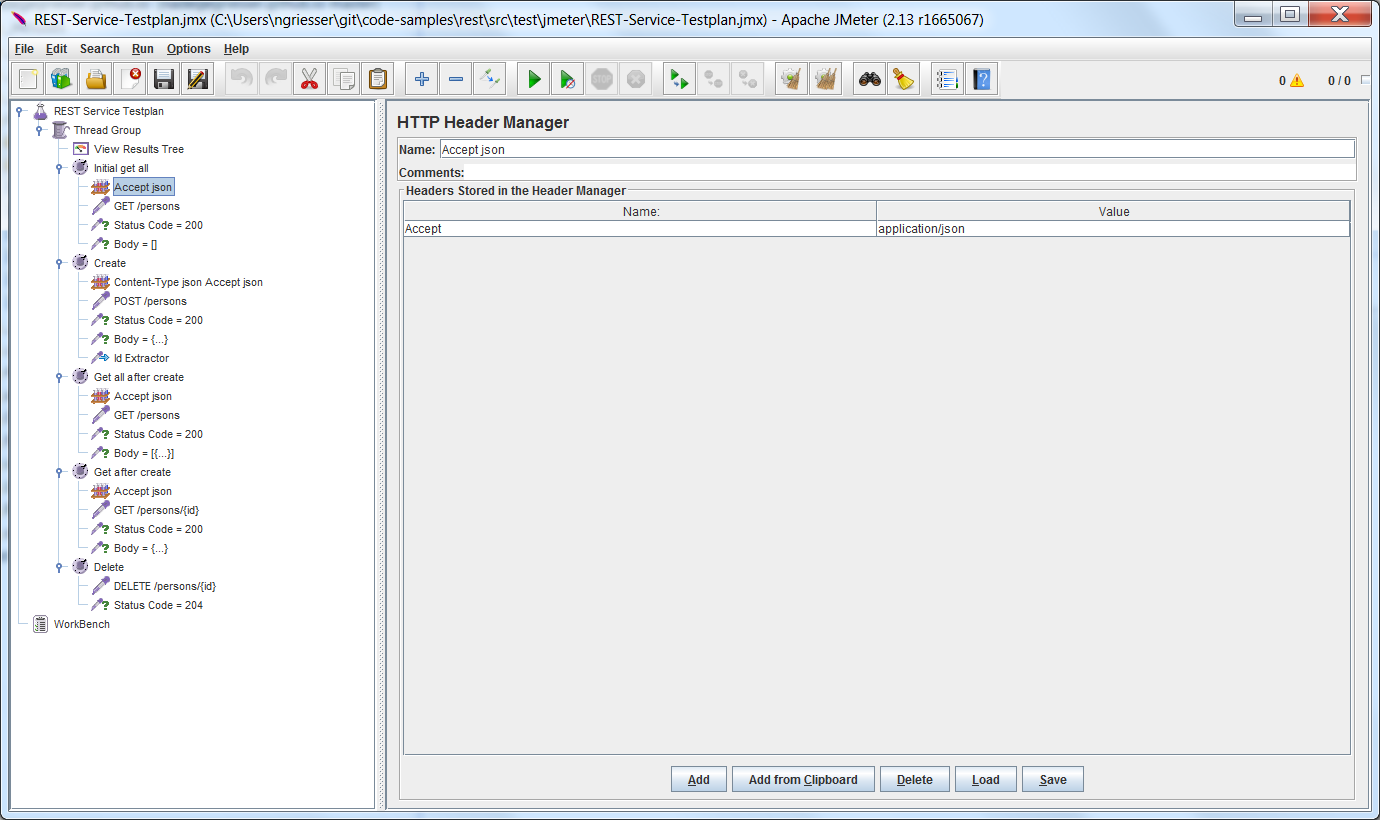 REST-Service-Testplan.jmx (C:\Users\ngriesser\git\code-samples\rest\src\test\jmeter\REST-Service-Testplan.jmx) - Apache JMeter (2.13 r1665067)
File Edit Search Run Options Help
0 0 / 0
REST Service Testplan
Thread Group
View Results Tree
Initial get all
Accept json
GET /persons
Status Code = 200
Body = []
Create
Content-Type json Accept json
POST /persons
Status Code = 200
Body = {...}
Id Extractor
Get all after create
Accept json
GET /persons
Status Code = 200
Body = [{...}]
Get after create
Accept json
GET /persons/{id}
Status Code = 200
Body = {...}
Delete
DELETE /persons/{id}
Status Code = 204
WorkBench
HTTP Header Manager
Name: Accept json
Comments:
Headers Stored in the Header Manager
Name: Value
Accept application/json
Add Add from Clipboard Delete Load Save